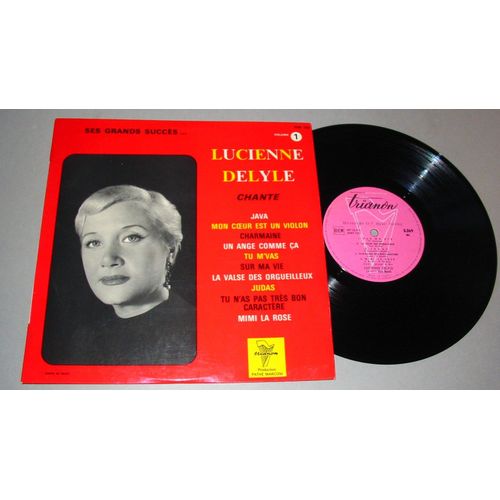 SES GRANDS SUCCÈS...
VOLUME 1
LUCIENNE
DELYLE
CHANTE
JAVA
MON CŒUR EST UN VIOLON
CHARMAINE
UN ANGE COMME ÇA
TU M'VAS
SUR MA VIE
LA VALSE DES ORGUEILLEUX
JUDAS
TU N'AS PAS TRÈS BON
CARACTÈRE
MIMI LA ROSE
trianon
Production
PATHÉ MARCONI
trianon